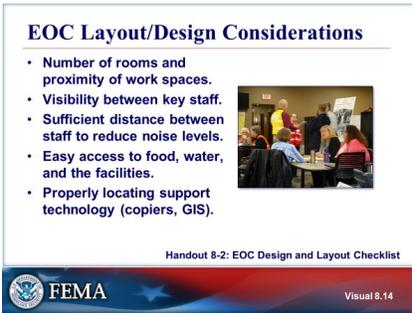 EOC Layout/Design Considerations
• Number of rooms and
proximity of work spaces.
• Visibility between key staff.
• Sufficient distance between
staff to reduce noise levels.
• Easy access to food, water,
and the facilities.
• Properly locating support
technology (copiers, GIS).
Handout 8-2: EOC Design and Layout Checklist
FEMA
Visual 8.14